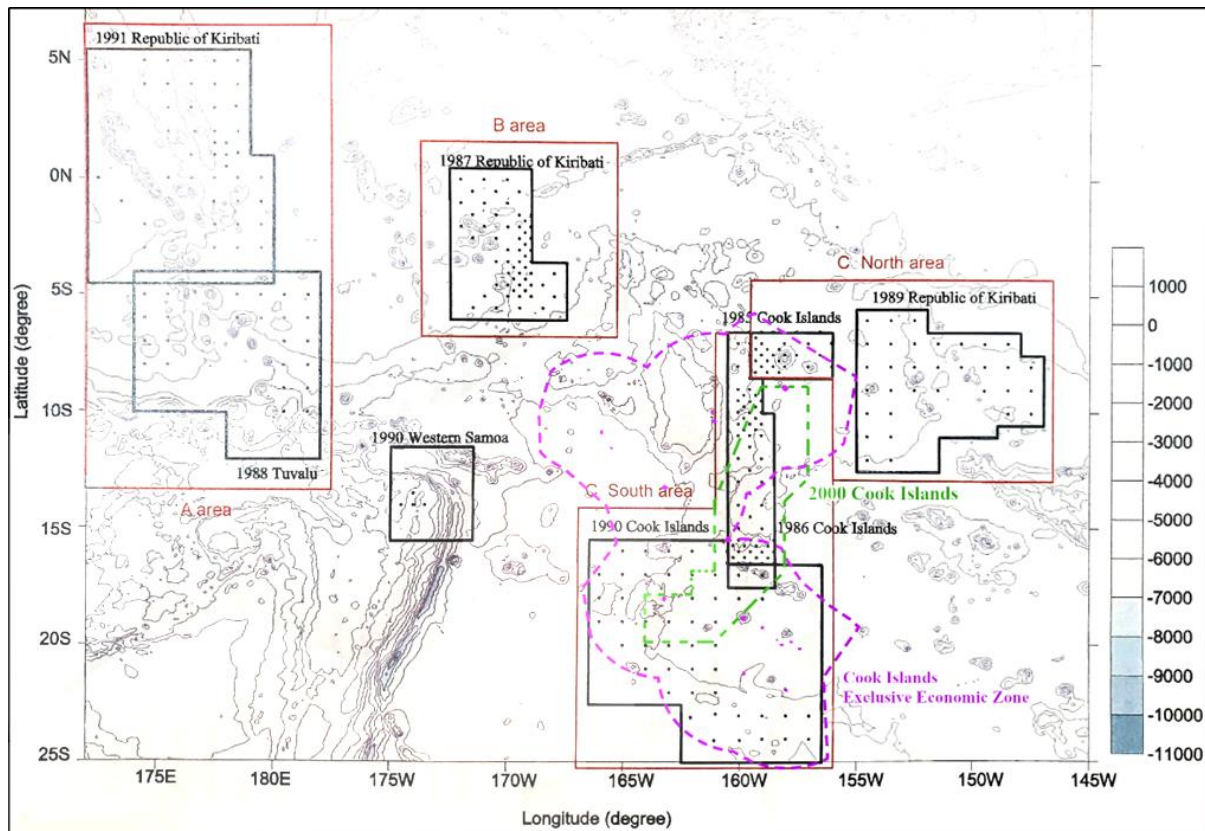 1991 Republic of Kiribati
5N
B area
1987 Republic of Kiribati
0N
C North area
1989 Republic of Kiribati
1000
5S
1985 Cook Islands
0
-1000
Latitude (degree)
10S
-2000
1990 Western Samoa
-3000
1988 Tuvalu
C South area
2000 Cook Islands
-4000
A area
15S
1990 Cook Islands
1986 Cook Islands
-5000
-6000
-7000
20S
-8000
Cook Islands
Exclusive Economic Zone
-9000
-10000
25S
-11000
175E
180E
175W
170W
165W
160W
155W
150W
145W
Longitude (degree)